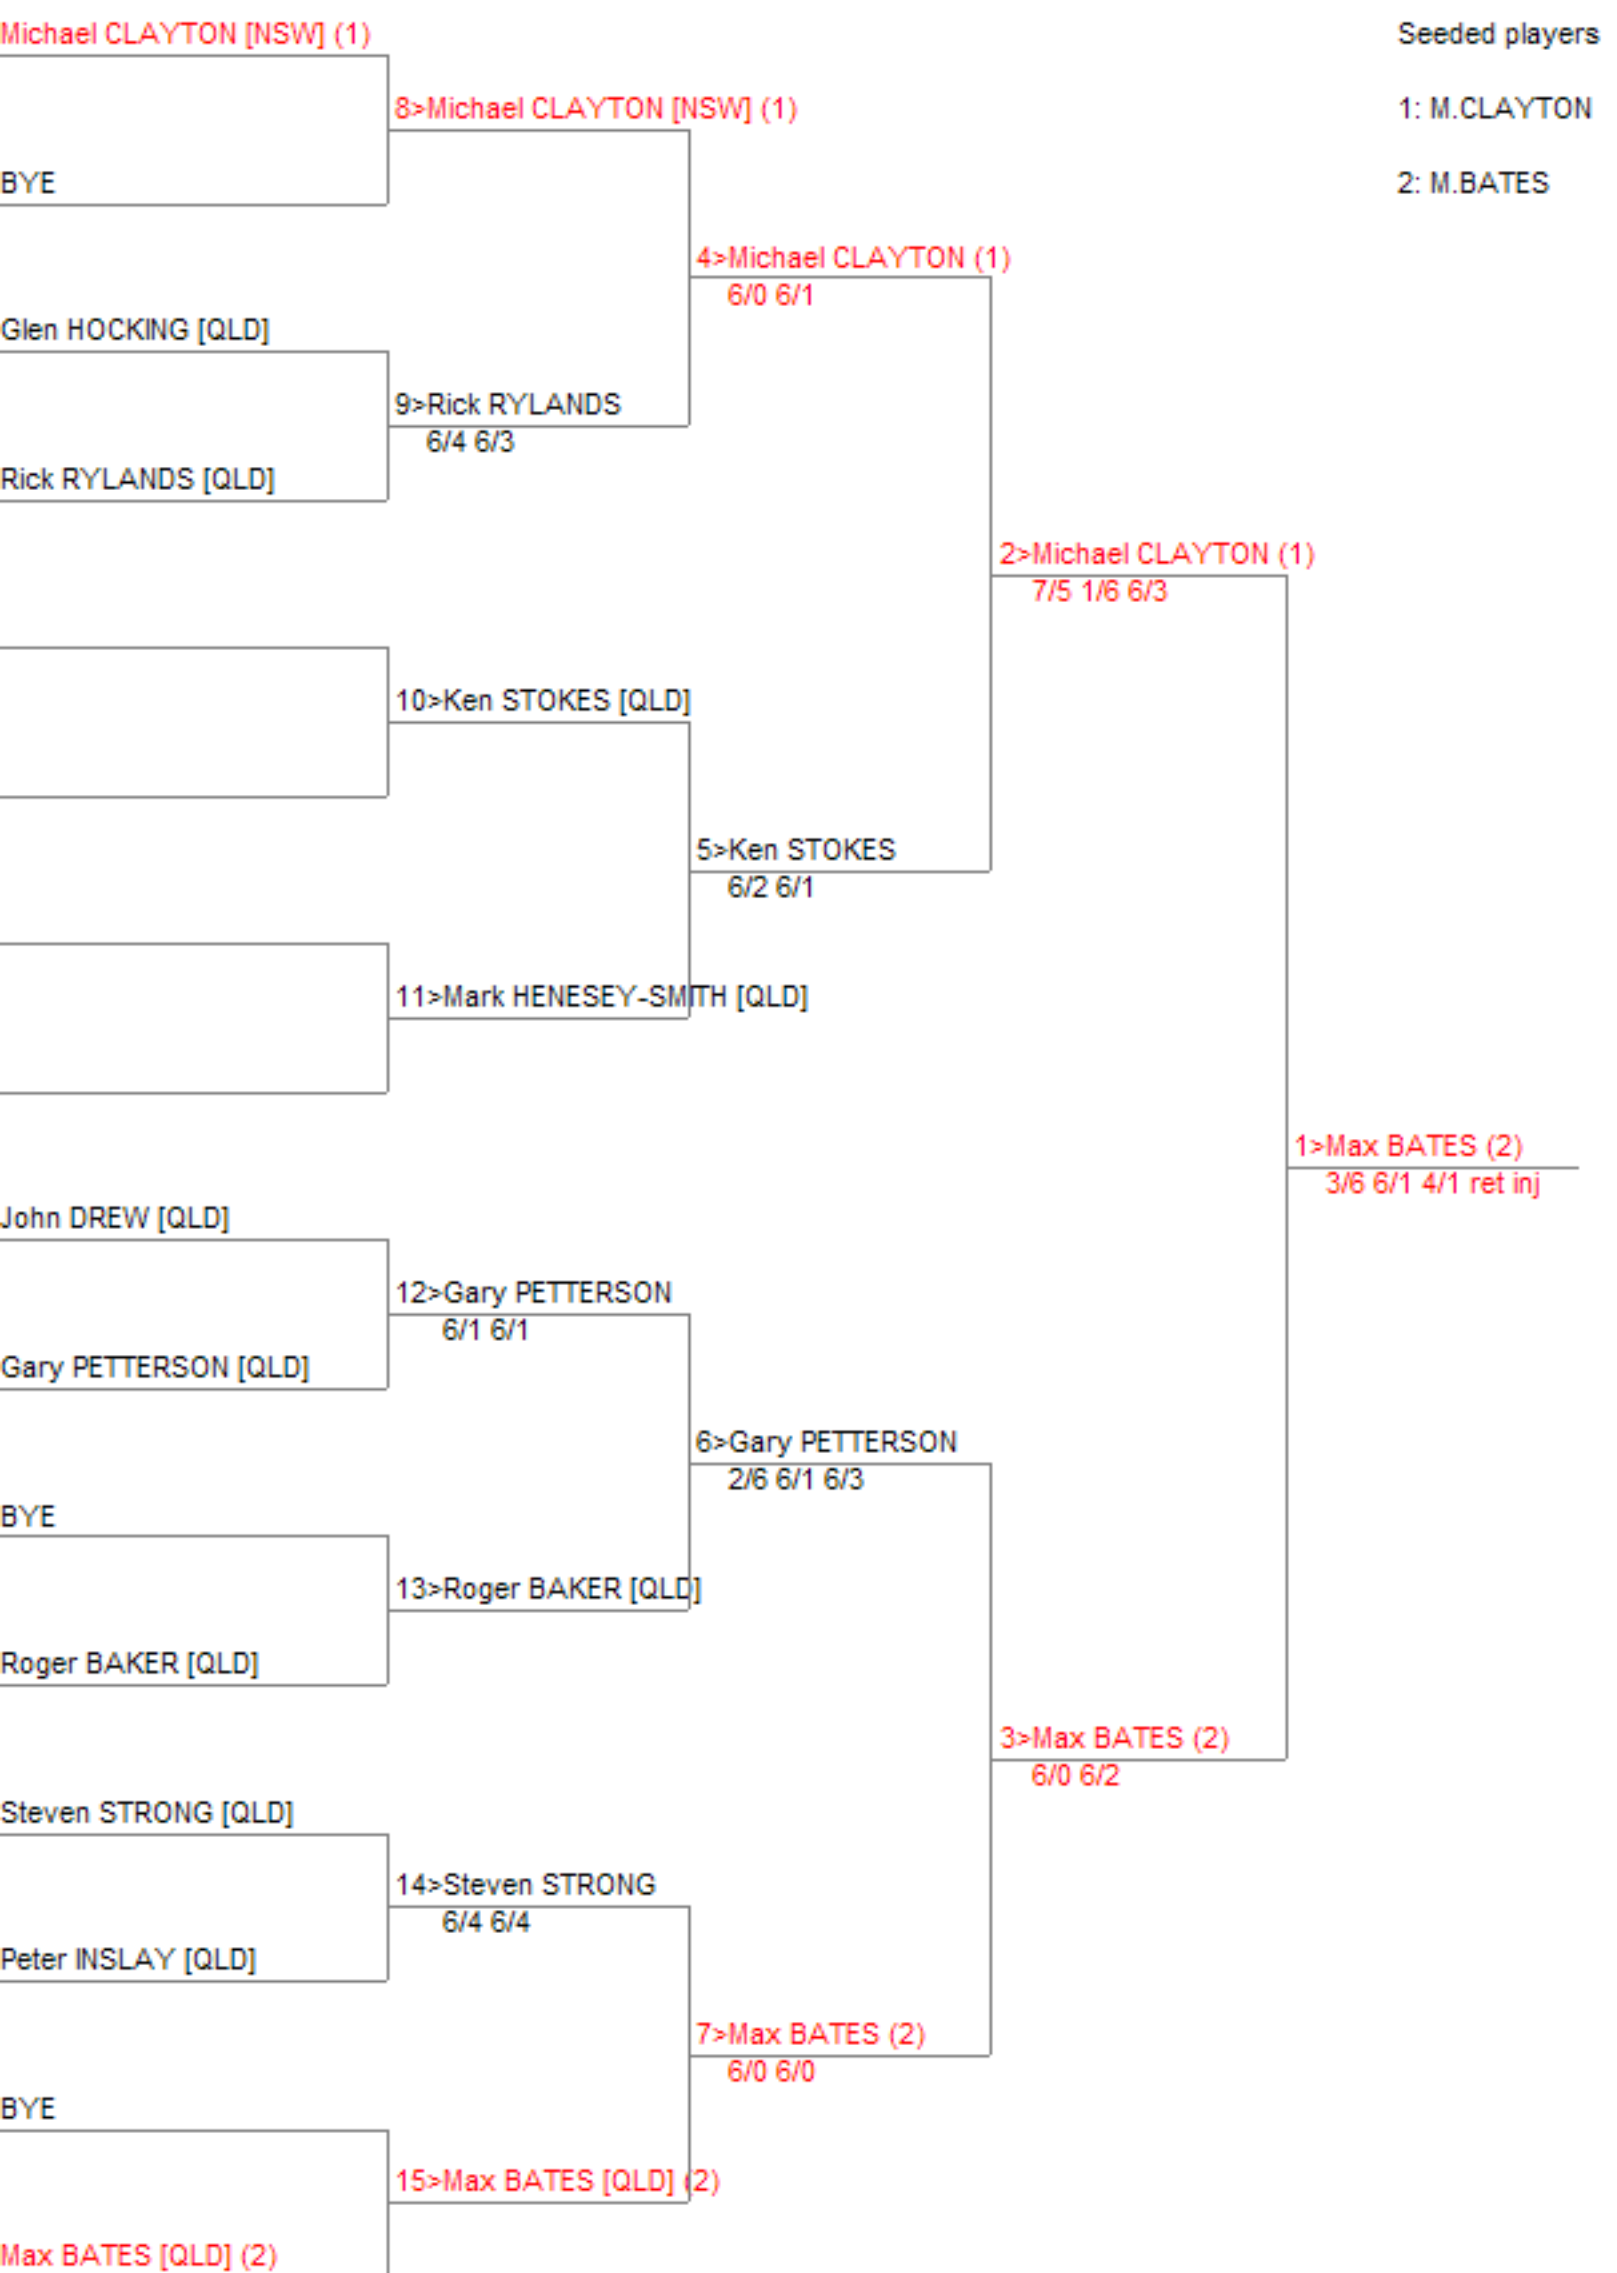 Michael CLAYTON [NSW] (1)
Seeded players
8>Michael CLAYTON [NSW] (1)
1: M.CLAYTON
BYE
2: M.BATES
4>Michael CLAYTON (1)
6/0 6/1
Glen HOCKING [QLD]
9>Rick RYLANDS
6/4 6/3
Rick RYLANDS [QLD]
2>Michael CLAYTON (1)
7/5 1/6 6/3
10>Ken STOKES [QLD]
5>Ken STOKES
6/2 6/1
11>Mark HENESEY-SMITH [QLD]
1>Max BATES (2)
3/6 6/1 4/1 ret inj
John DREW [QLD]
12>Gary PETTERSON
6/1 6/1
Gary PETTERSON [QLD]
6>Gary PETTERSON
2/6 6/1 6/3
BYE
13>Roger BAKER [QLD]
Roger BAKER [QLD]
3>Max BATES (2)
6/0 6/2
Steven STRONG [QLD]
14>Steven STRONG
6/4 6/4
Peter INSLAY [QLD]
7>Max BATES (2)
6/0 6/0
BYE
15>Max BATES [QLD] (2)
Max BATES [QLD] (2)